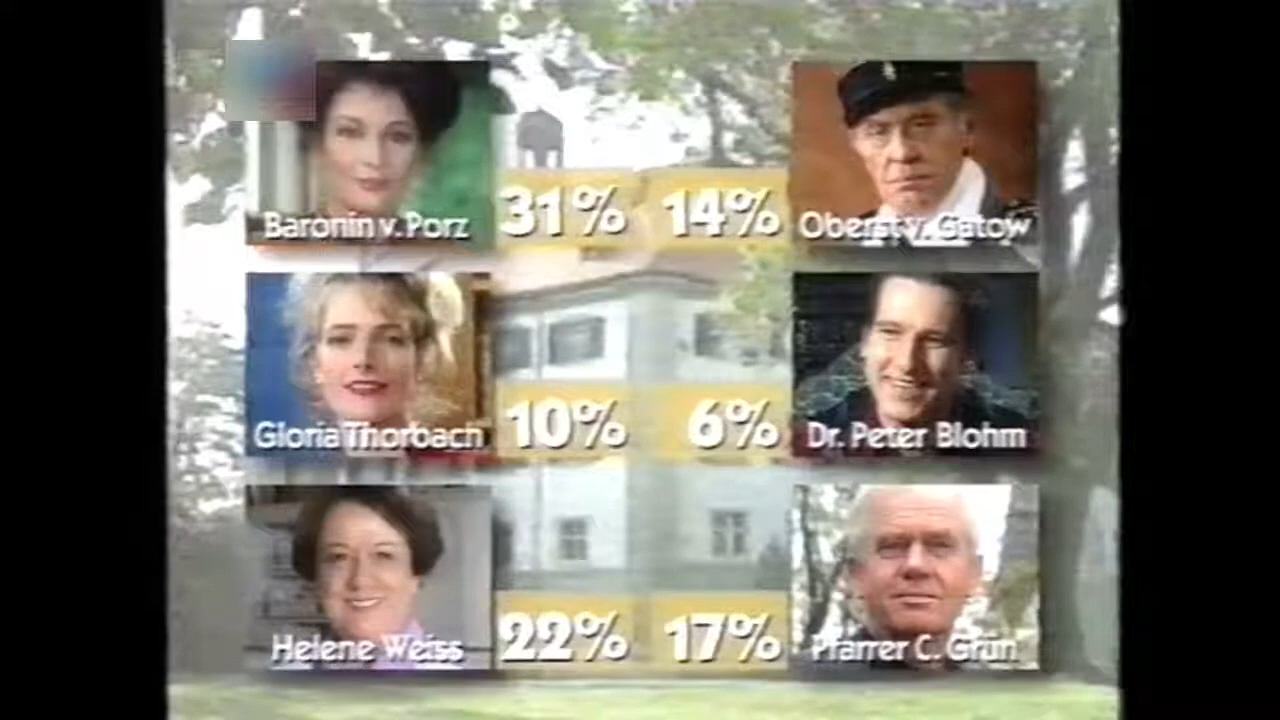 Baronin v. Porz 31% 14% Oberst v. Gatow
Gloria Thorbach 10% 6% Dr. Peter Blohm
Helene Weiss 22% 17% Pfarrer C. Grün